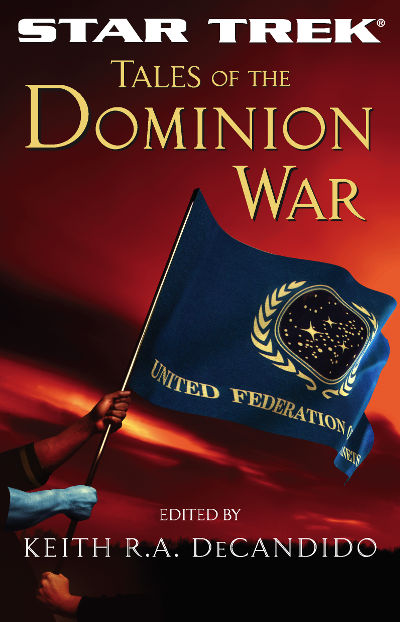 STAR TREK®
TALES OF THE
DOMINION
WAR
UNITED FEDERATION
EDITED BY
KEITH R.A. DECANDIDO